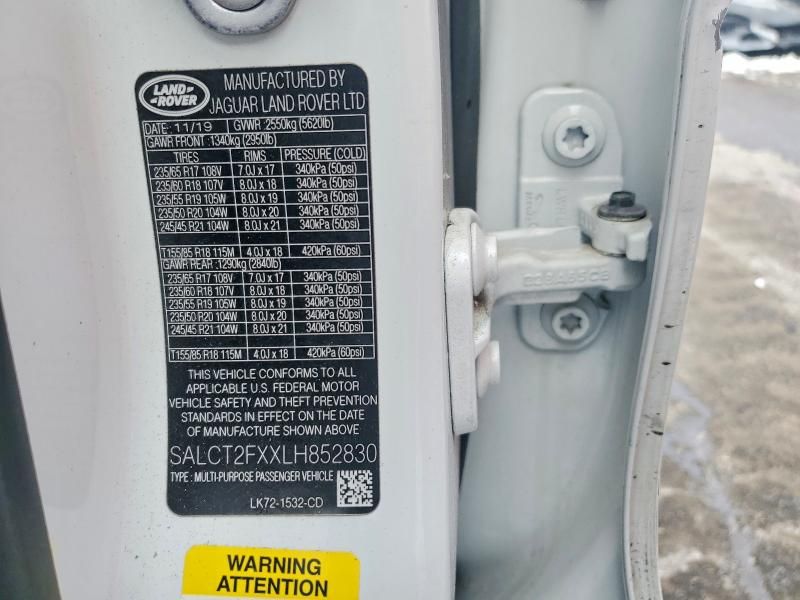 LAND-
-ROVER
MANUFACTURED BY
JAGUAR LAND ROVER LTD
DATE: 11/19 GVWR: 2550kg (5620lb)
GAWR FRONT: 1340kg (2950lb)
TIRES RIMS PRESSURE (COLD)
235/65 R17 108V 7.0J x 17 340kPa (50psi)
235/60 R18 107V 8.0J x 18 340kPa (50psi)
235/55 R19 105W 8.0J x 19 340kPa (50psi)
235/50 R20 104W 8.0J x 20 340kPa (50psi)
245/45 R21 104W 8.0J x 21 340kPa (50psi)
T155/85 R18 115M 4.0J x 18 420kPa (60psi)
GAWR REAR: 1290kg (2840lb)
235/65 R17 108V 7.0J x 17 340kPa (50psi)
235/60 R18 107V 8.0J x 18 340kPa (50psi)
235/55 R19 105W 8.0J x 19 340kPa (50psi)
235/50 R20 104W 8.0J x 20 340kPa (50psi)
245/45 R21 104W 8.0J x 21 340kPa (50psi)
T155/85 R18 115M 4.0J x 18 420kPa (60psi)
THIS VEHICLE CONFORMS TO ALL
APPLICABLE U.S. FEDERAL MOTOR
VEHICLE SAFETY AND THEFT PREVENTION
STANDARDS IN EFFECT ON THE DATE
OF MANUFACTURE SHOWN ABOVE
SALCT2FXXLH852830
TYPE : MULTI-PURPOSE PASSENGER VEHICLE
LK72-1532-CD
WARNING
ATTENTION